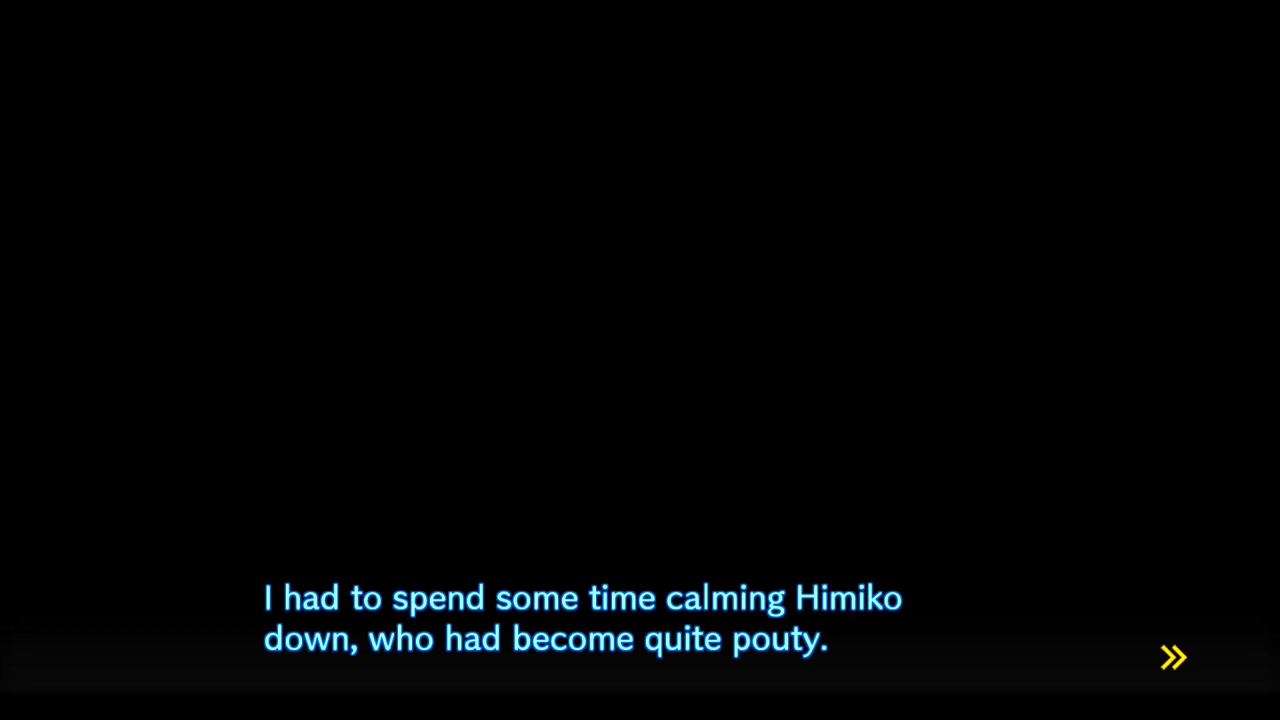 I had to spend some time calming Himiko
down, who had become quite pouty.